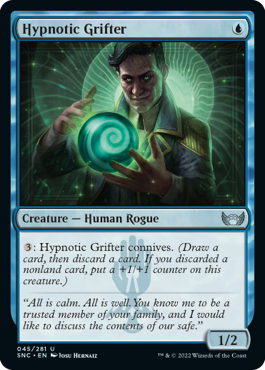 Hypnotic Grifter
Creature — Human Rogue
3: Hypnotic Grifter connives. (Draw a
card, then discard a card. If you discarded a
nonland card, put a +1/+1 counter on this
creature.)
“All is calm. All is well. You know me to be a
trusted member of your family, and I would
like to discuss the contents of our safe.”
1/2
045/281 U
SNC • EN Josu Hernaiz
™ & © 2022 Wizards of the Coast